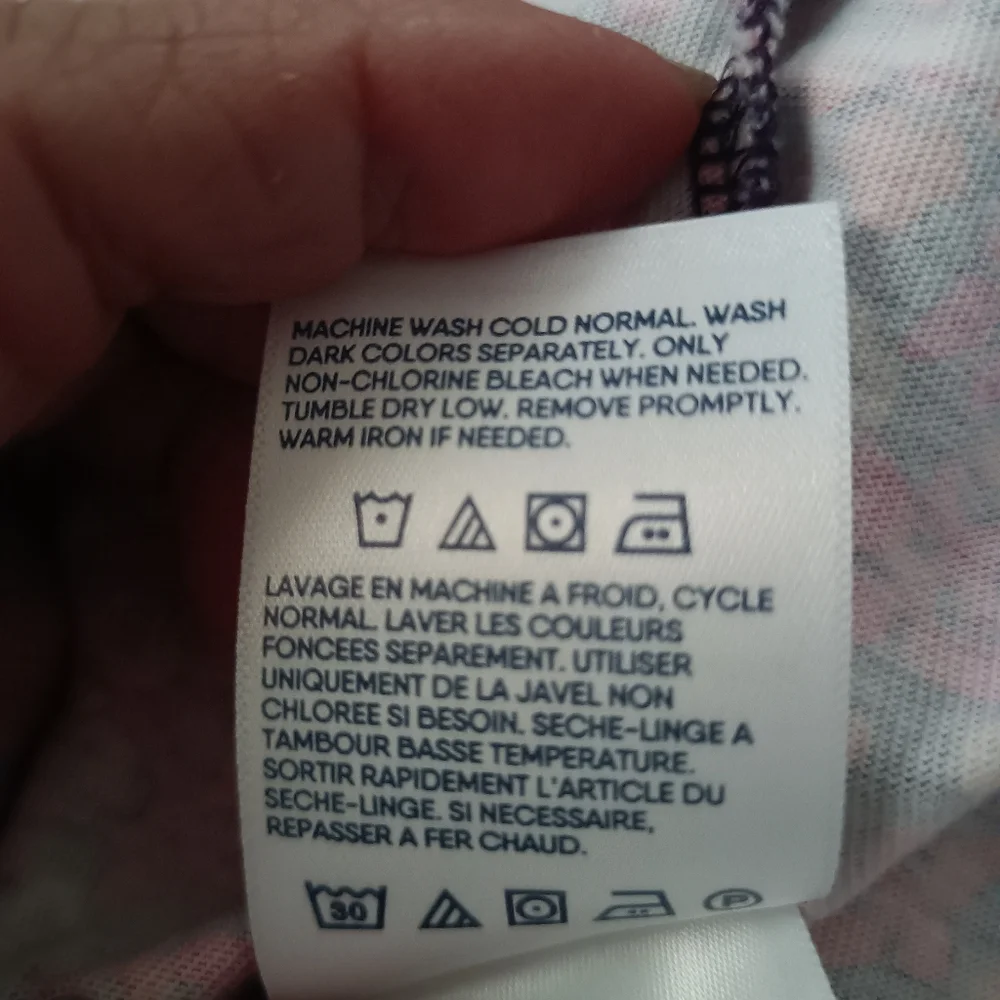 MACHINE WASH COLD NORMAL. WASH
DARK COLORS SEPARATELY. ONLY
NON-CHLORINE BLEACH WHEN NEEDED.
TUMBLE DRY LOW. REMOVE PROMPTLY.
WARM IRON IF NEEDED.
LAVAGE EN MACHINE A FROID, CYCLE
NORMAL. LAVER LES COULEURS
FONCEES SEPAREMENT. UTILISER
UNIQUEMENT DE LA JAVEL NON
CHLOREE SI BESOIN. SECHE-LINGE A
TAMBOUR BASSE TEMPERATURE.
SORTIR RAPIDEMENT L'ARTICLE DU
SECHE-LINGE. SI NECESSAIRE,
REPASSER A FER CHAUD.
30 P